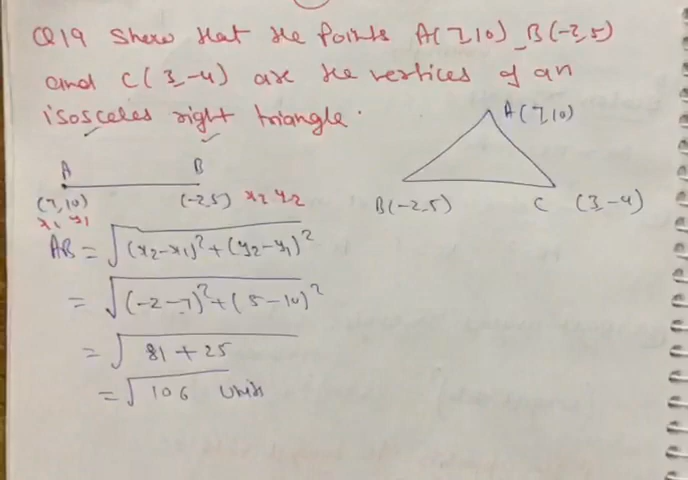 Q19 Show that the Points A(7,10) B(-2,5)
and C(3,-4) are the vertices of an
isosceles right triangle.
A(7,10)
A B
(7,10) (-2,5) x2 y2
x1 y1
B(-2,5) C (3,-4)
AB = √(x2-x1)²+(y2-y1)²
= √(-2-7)²+(5-10)²
= √81+25
= √106 units